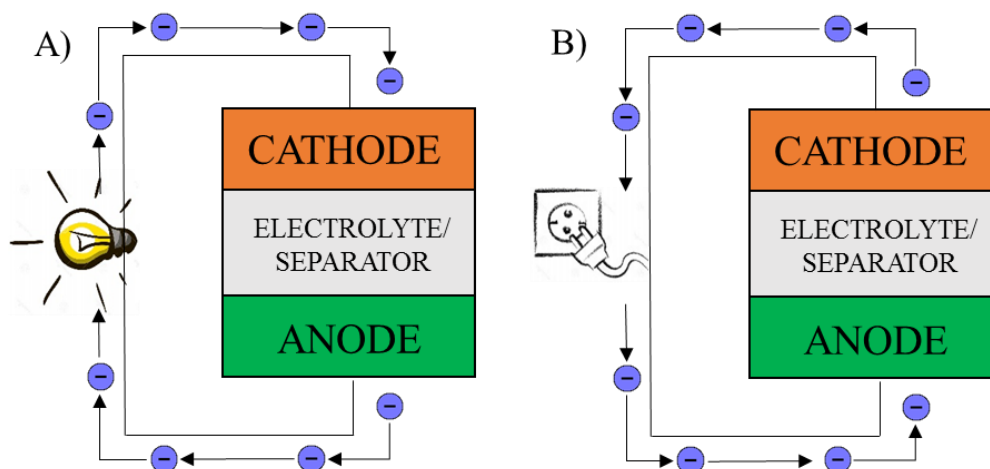 A)
CATHODE
ELECTROLYTE/
SEPARATOR
ANODE
B)
CATHODE
ELECTROLYTE/
SEPARATOR
ANODE